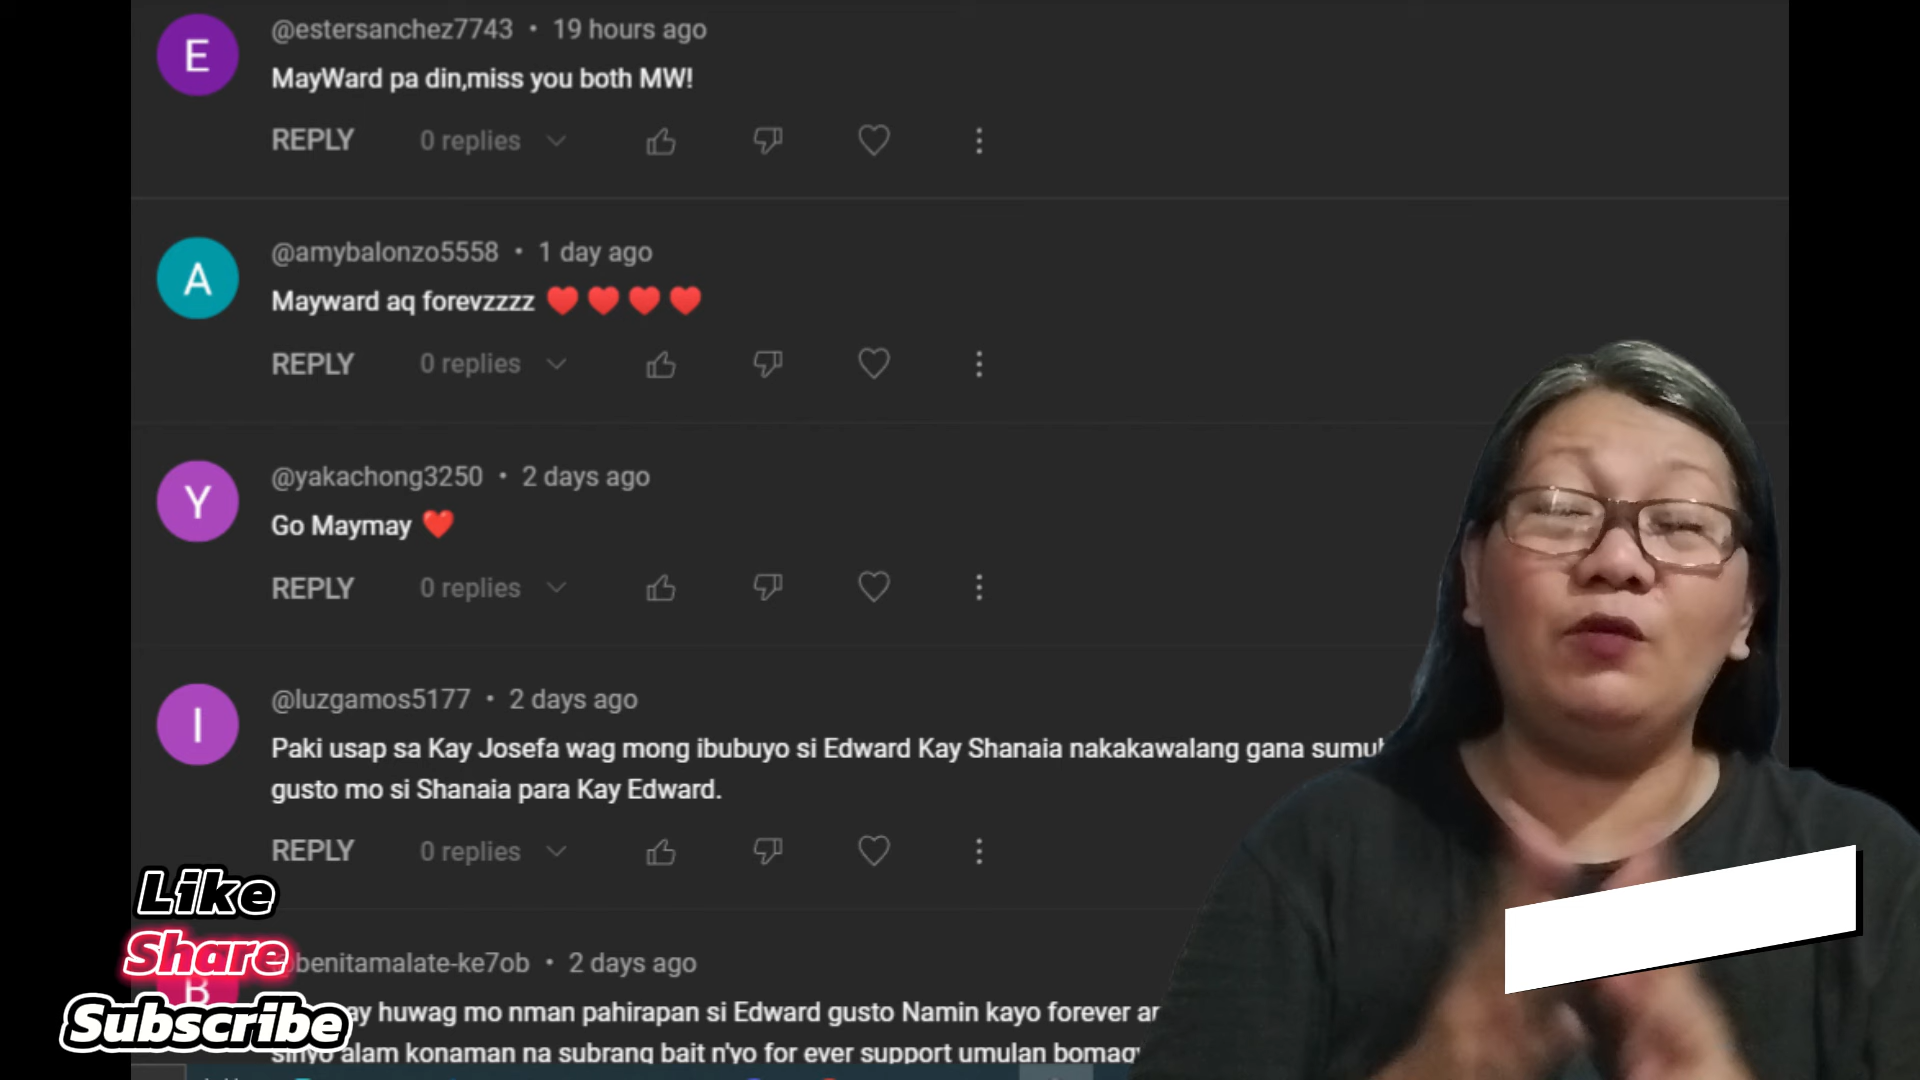 E
@estersanchez7743 • 19 hours ago
MayWard pa din,miss you both MW!
REPLY 0 replies
A
@amybalonzo5558 • 1 day ago
Mayward aq forevzzzz ❤️❤️❤️❤️
REPLY 0 replies
Y
@yakachong3250 • 2 days ago
Go Maymay ❤️
REPLY 0 replies
I
@luzgamos5177 • 2 days ago
Paki usap sa Kay Josefa wag mong ibubuyo si Edward Kay Shanaia nakakawalang gana
gusto mo si Shanaia para Kay Edward.
REPLY 0 replies
Like
Share
Subscribe
B
benitamalate-ke7ob • 2 days ago
huwag mo nman pahirapan si Edward gusto Namin kayo forever
sinyo alam konaman na subrang bait n'yo for ever support umulan